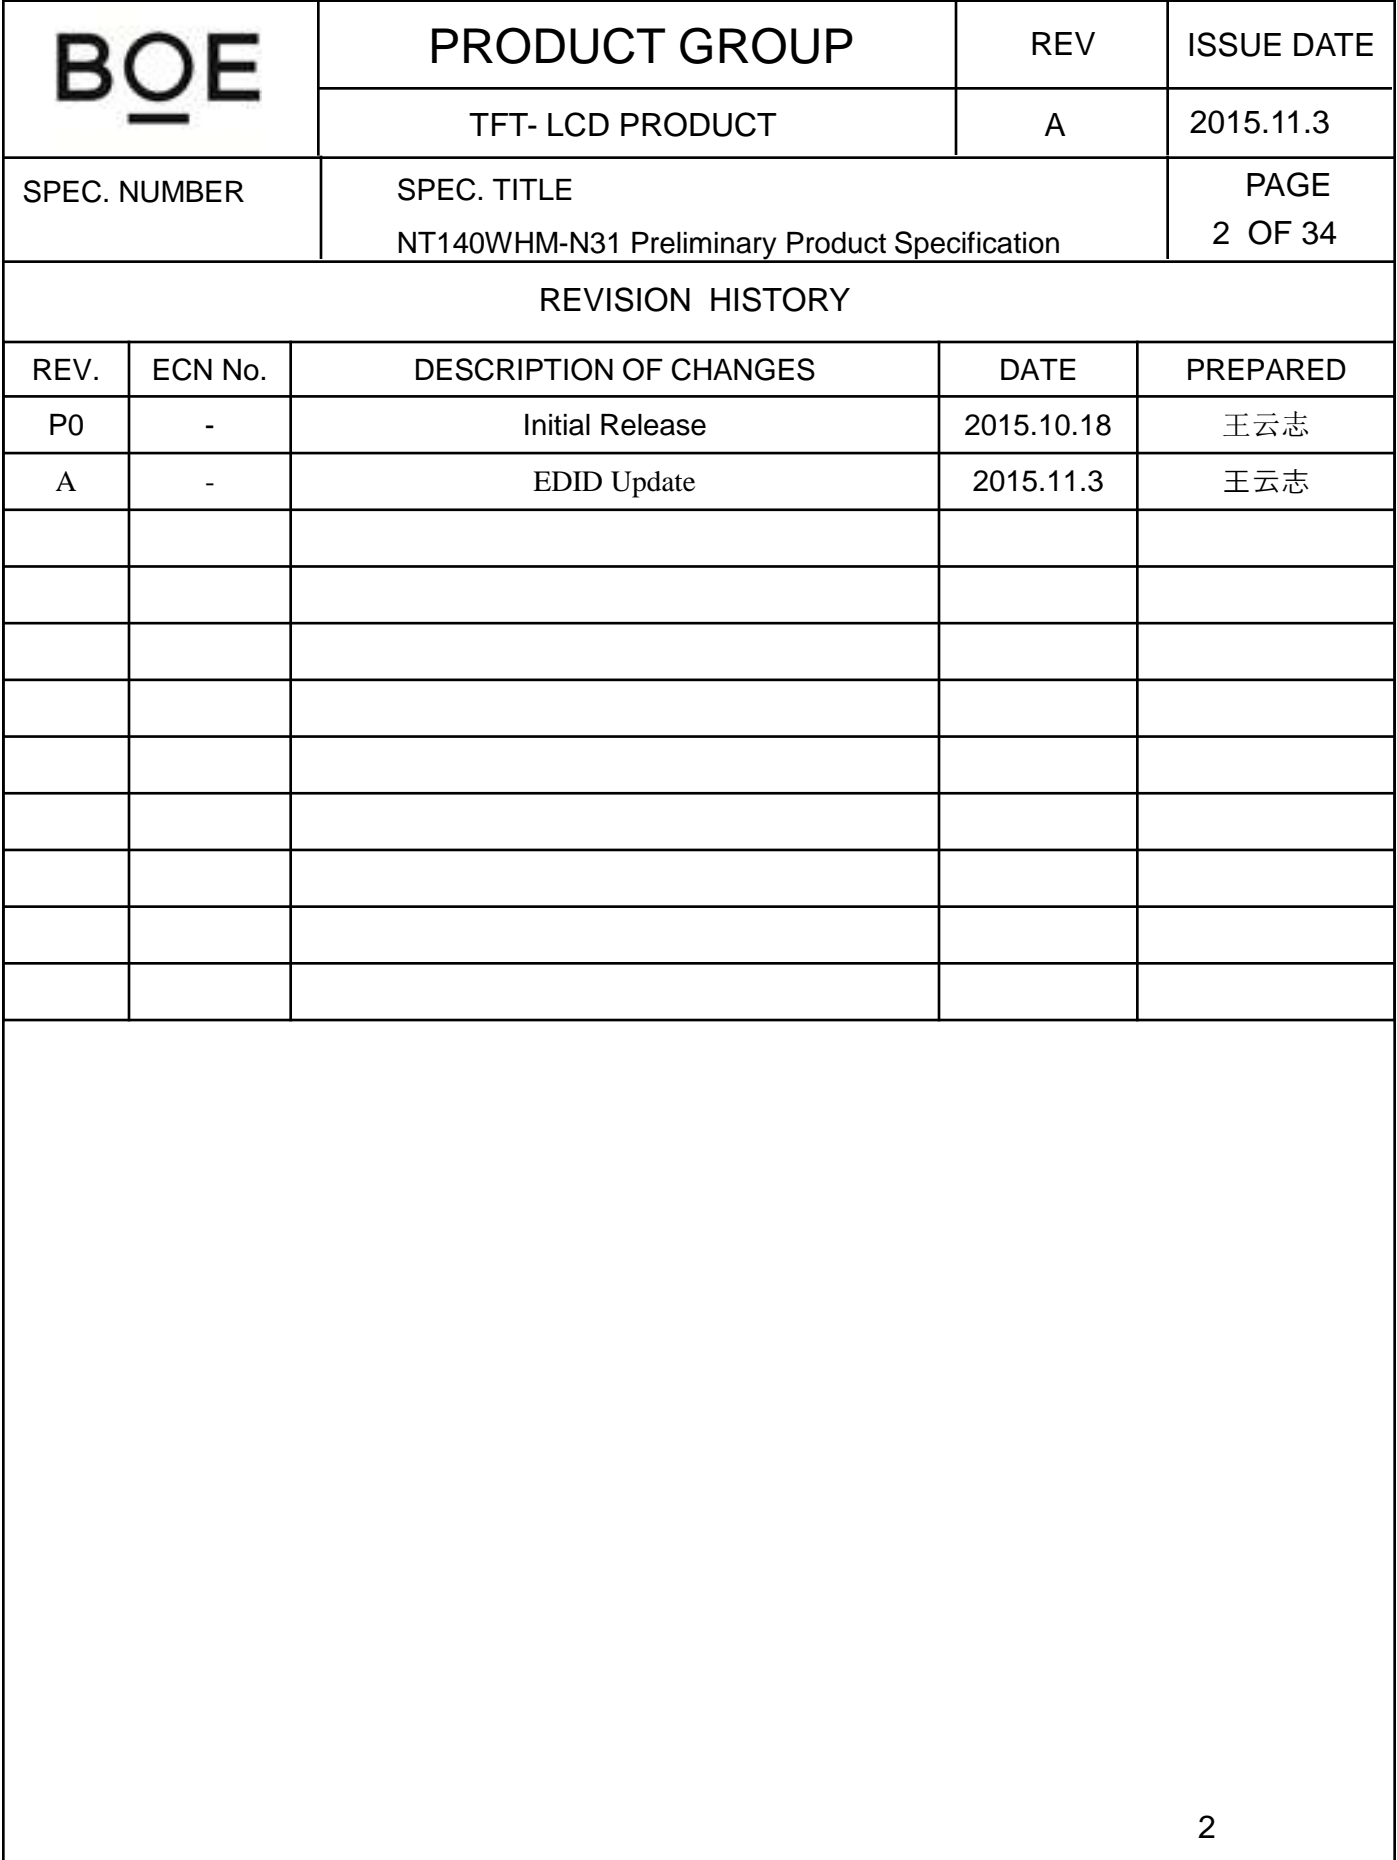 BOE
PRODUCT GROUP
REV
ISSUE DATE
TFT- LCD PRODUCT
A
2015.11.3
SPEC. NUMBER
SPEC. TITLE
NT140WHM-N31 Preliminary Product Specification
PAGE
2 OF 34
REVISION HISTORY
REV. ECN No. DESCRIPTION OF CHANGES DATE PREPARED
P0 - Initial Release 2015.10.18 王云志
A - EDID Update 2015.11.3 王云志
2